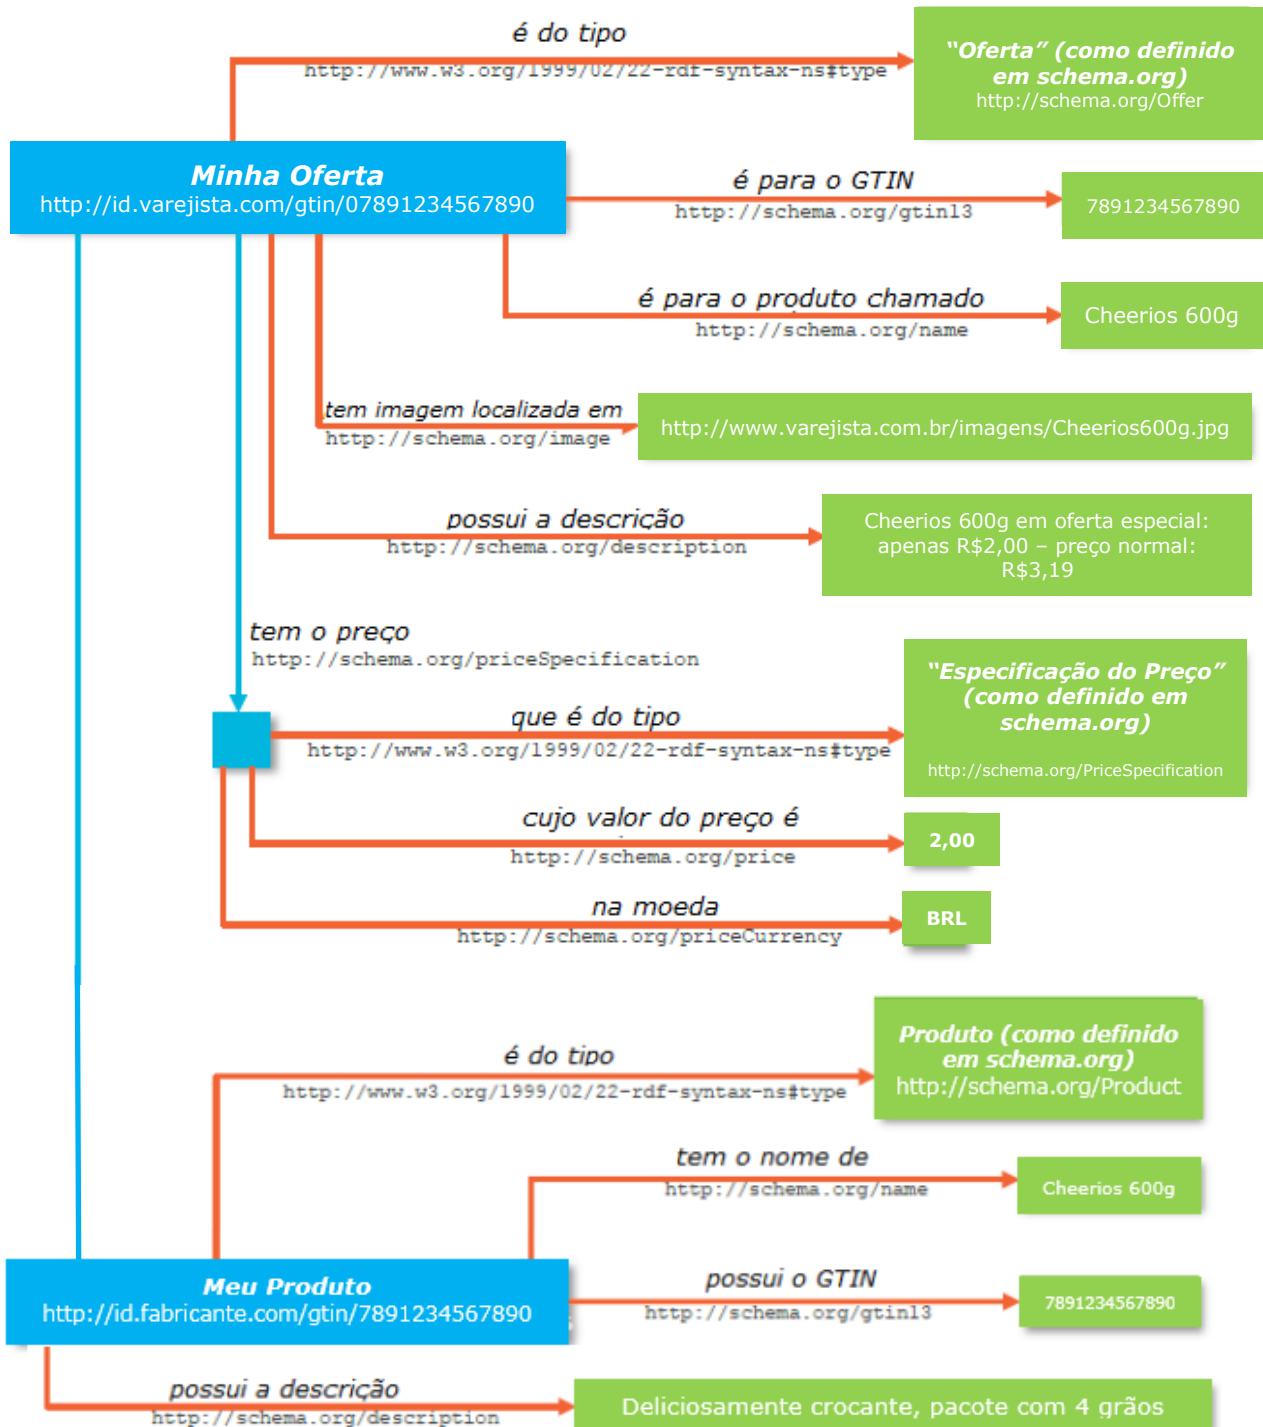 é do tipo
http://www.w3.org/1999/02/22-rdf-syntax-ns#type
“Oferta” (como definido
em schema.org)
http://schema.org/Offer
Minha Oferta
http://id.varejista.com/gtin/07891234567890
é para o GTIN
http://schema.org/gtin13
7891234567890
é para o produto chamado
http://schema.org/name
Cheerios 600g
tem imagem localizada em
http://schema.org/image
http://www.varejista.com.br/imagens/Cheerios600g.jpg
possui a descrição
http://schema.org/description
Cheerios 600g em oferta especial:
apenas R$2,00 – preço normal:
R$3,19
tem o preço
http://schema.org/priceSpecification
que é do tipo
http://www.w3.org/1999/02/22-rdf-syntax-ns#type
“Especificação do Preço”
(como definido em
schema.org)
http://schema.org/PriceSpecification
cujo valor do preço é
http://schema.org/price
2,00
na moeda
http://schema.org/priceCurrency
BRL
é do tipo
http://www.w3.org/1999/02/22-rdf-syntax-ns#type
Produto (como definido
em schema.org)
http://schema.org/Product
tem o nome de
http://schema.org/name
Cheerios 600g
Meu Produto
http://id.fabricante.com/gtin/7891234567890
possui o GTIN
http://schema.org/gtin13
7891234567890
possui a descrição
http://schema.org/description
Deliciosamente crocante, pacote com 4 grãos